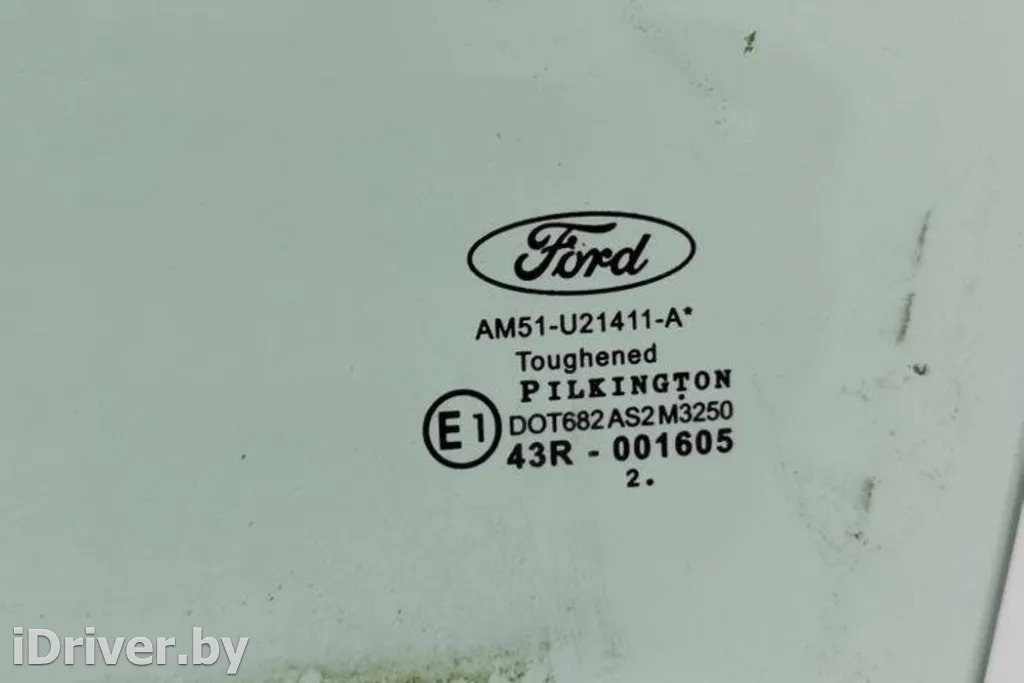 Ford
AM51-U21411-A*
Toughened
PILKINGTON
E1
DOT682 AS2 M3250
43R - 001605
2.
iDriver.by